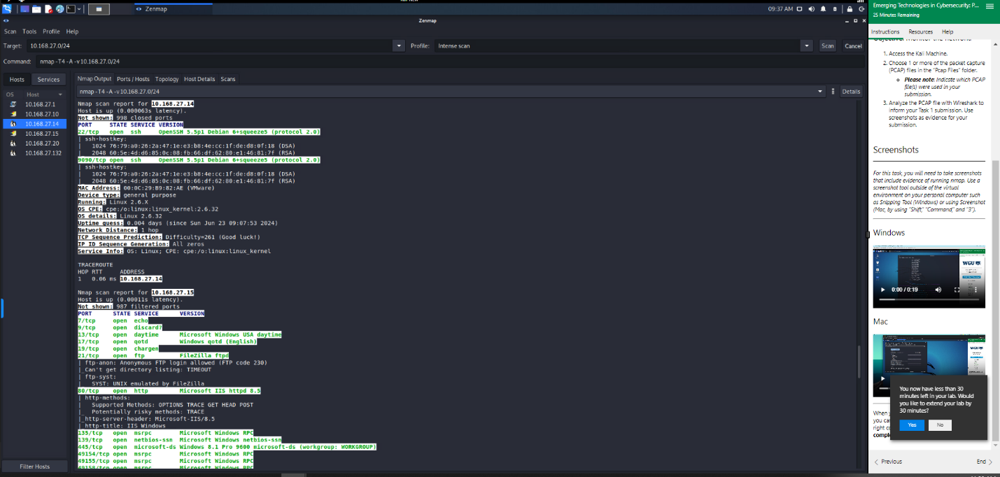 Zenmap
09:37 AM
Zenmap
Scan Tools Profile Help
Target: 10.168.27.0/24
Profile: Intense scan
Scan Cancel
Command: nmap -T4 -A -v 10.168.27.0/24
Hosts Services
OS Host
10.168.27.1
10.168.27.10
10.168.27.14
10.168.27.15
10.168.27.20
10.168.27.132
Filter Hosts
Nmap Output Ports / Hosts Topology Host Details Scans
nmap -T4 -A -v 10.168.27.0/24
Details
Nmap scan report for 10.168.27.14
Host is up (0.000063s latency).
Not shown: 998 closed ports
PORT STATE SERVICE VERSION
22/tcp open ssh OpenSSH 5.5p1 Debian 6+squeeze5 (protocol 2.0)
| ssh-hostkey:
| 1024 76:79:a0:26:2a:47:1e:e3:b8:4e:cc:1f:de:d8:0f:18 (DSA)
|_ 2048 60:5e:4d:d6:85:0c:08:fb:66:df:62:80:e1:46:81:7f (RSA)
9090/tcp open ssh OpenSSH 5.5p1 Debian 6+squeeze5 (protocol 2.0)
| ssh-hostkey:
| 1024 76:79:a0:26:2a:47:1e:e3:b8:4e:cc:1f:de:d8:0f:18 (DSA)
|_ 2048 60:5e:4d:d6:85:0c:08:fb:66:df:62:80:e1:46:81:7f (RSA)
MAC Address: 00:0C:29:B9:82:AE (VMware)
Device type: general purpose
Running: Linux 2.6.X
OS CPE: cpe:/o:linux:linux_kernel:2.6.32
OS details: Linux 2.6.32
Uptime guess: 0.004 days (since Sun Jun 23 09:07:53 2024)
Network Distance: 1 hop
TCP Sequence Prediction: Difficulty=261 (Good luck!)
IP ID Sequence Generation: All zeros
Service Info: OS: Linux; CPE: cpe:/o:linux:linux_kernel
TRACEROUTE
HOP RTT ADDRESS
1 0.06 ms 10.168.27.14
Nmap scan report for 10.168.27.15
Host is up (0.00011s latency).
Not shown: 987 filtered ports
PORT STATE SERVICE VERSION
7/tcp open echo
9/tcp open discard?
13/tcp open daytime Microsoft Windows USA daytime
17/tcp open qotd Windows qotd (English)
19/tcp open chargen
21/tcp open ftp FileZilla ftpd
| ftp-anon: Anonymous FTP login allowed (FTP code 230)
|_Can't get directory listing: TIMEOUT
| ftp-syst:
|_ SYST: UNIX emulated by FileZilla
80/tcp open http Microsoft IIS httpd 8.5
| http-methods:
| Supported Methods: OPTIONS TRACE GET HEAD POST
|_ Potentially risky methods: TRACE
|_http-server-header: Microsoft-IIS/8.5
|_http-title: IIS Windows
135/tcp open msrpc Microsoft Windows RPC
139/tcp open netbios-ssn Microsoft Windows netbios-ssn
445/tcp open microsoft-ds Windows 8.1 Pro 9600 microsoft-ds (workgroup: WORKGROUP)
49154/tcp open msrpc Microsoft Windows RPC
49155/tcp open msrpc Microsoft Windows RPC
49158/tcp open msrpc Microsoft Windows RPC
Emerging Technologies in Cybersecurity: P...
25 Minutes Remaining
Instructions Resources Help
1. Access the Kali Machine.
2. Choose 1 or more of the packet capture
(PCAP) files in the "Pcap Files" folder.
Please note: Indicate which PCAP
file(s) were used in your
submission.
3. Analyze the PCAP file with Wireshark to
inform your Task 1 submission. Use
screenshots as evidence for your
submission.
Screenshots
For this task, you will need to take screenshots
that include evidence of running nmap. Use a
screenshot tool outside of the virtual
environment on your personal computer such
as Snipping Tool (Windows) or using Screenshot
(Mac, by using "Shift," "Command," and "3").
Windows
WGU
0:00 / 0:19
Mac
WGU
You now have less than 30
minutes left in your lab. Would
you like to extend your lab by
30 minutes?
Yes No
When
you ca
right c
comple
Previous End